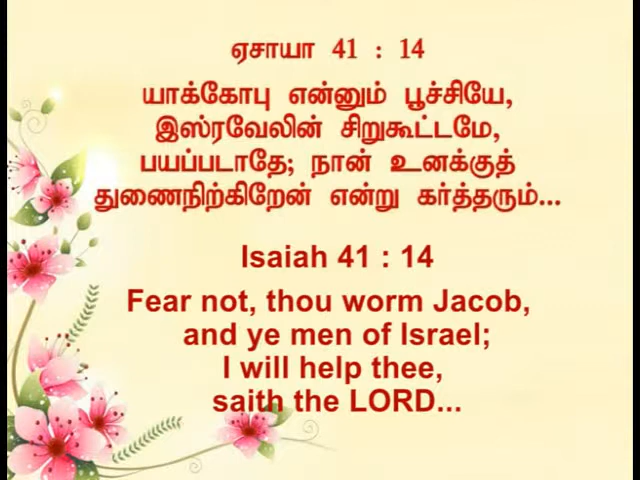 ஏசாயா 41 : 14
யாக்கோபு என்னும் பூச்சியே,
இஸ்ரவேலின் சிறுகூட்டமே,
பயப்படாதே; நான் உனக்குத்
துணைநிற்கிறேன் என்று கர்த்தரும்...
Isaiah 41 : 14
Fear not, thou worm Jacob,
and ye men of Israel;
I will help thee,
saith the LORD...